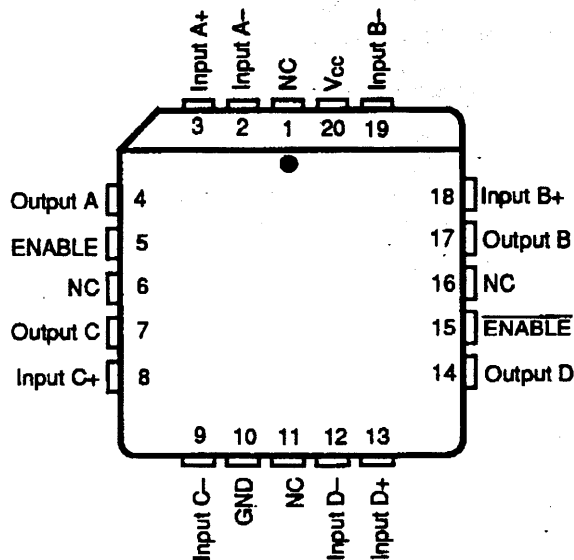 Input A+ Input A– NC Vcc Input B–
3 2 1 20 19
Output A 4
ENABLE 5
NC 6
Output C 7
Input C+ 8
18 Input B+
17 Output B
16 NC
15 ENABLE
14 Output D
9 10 11 12 13
Input C– GND NC Input D– Input D+